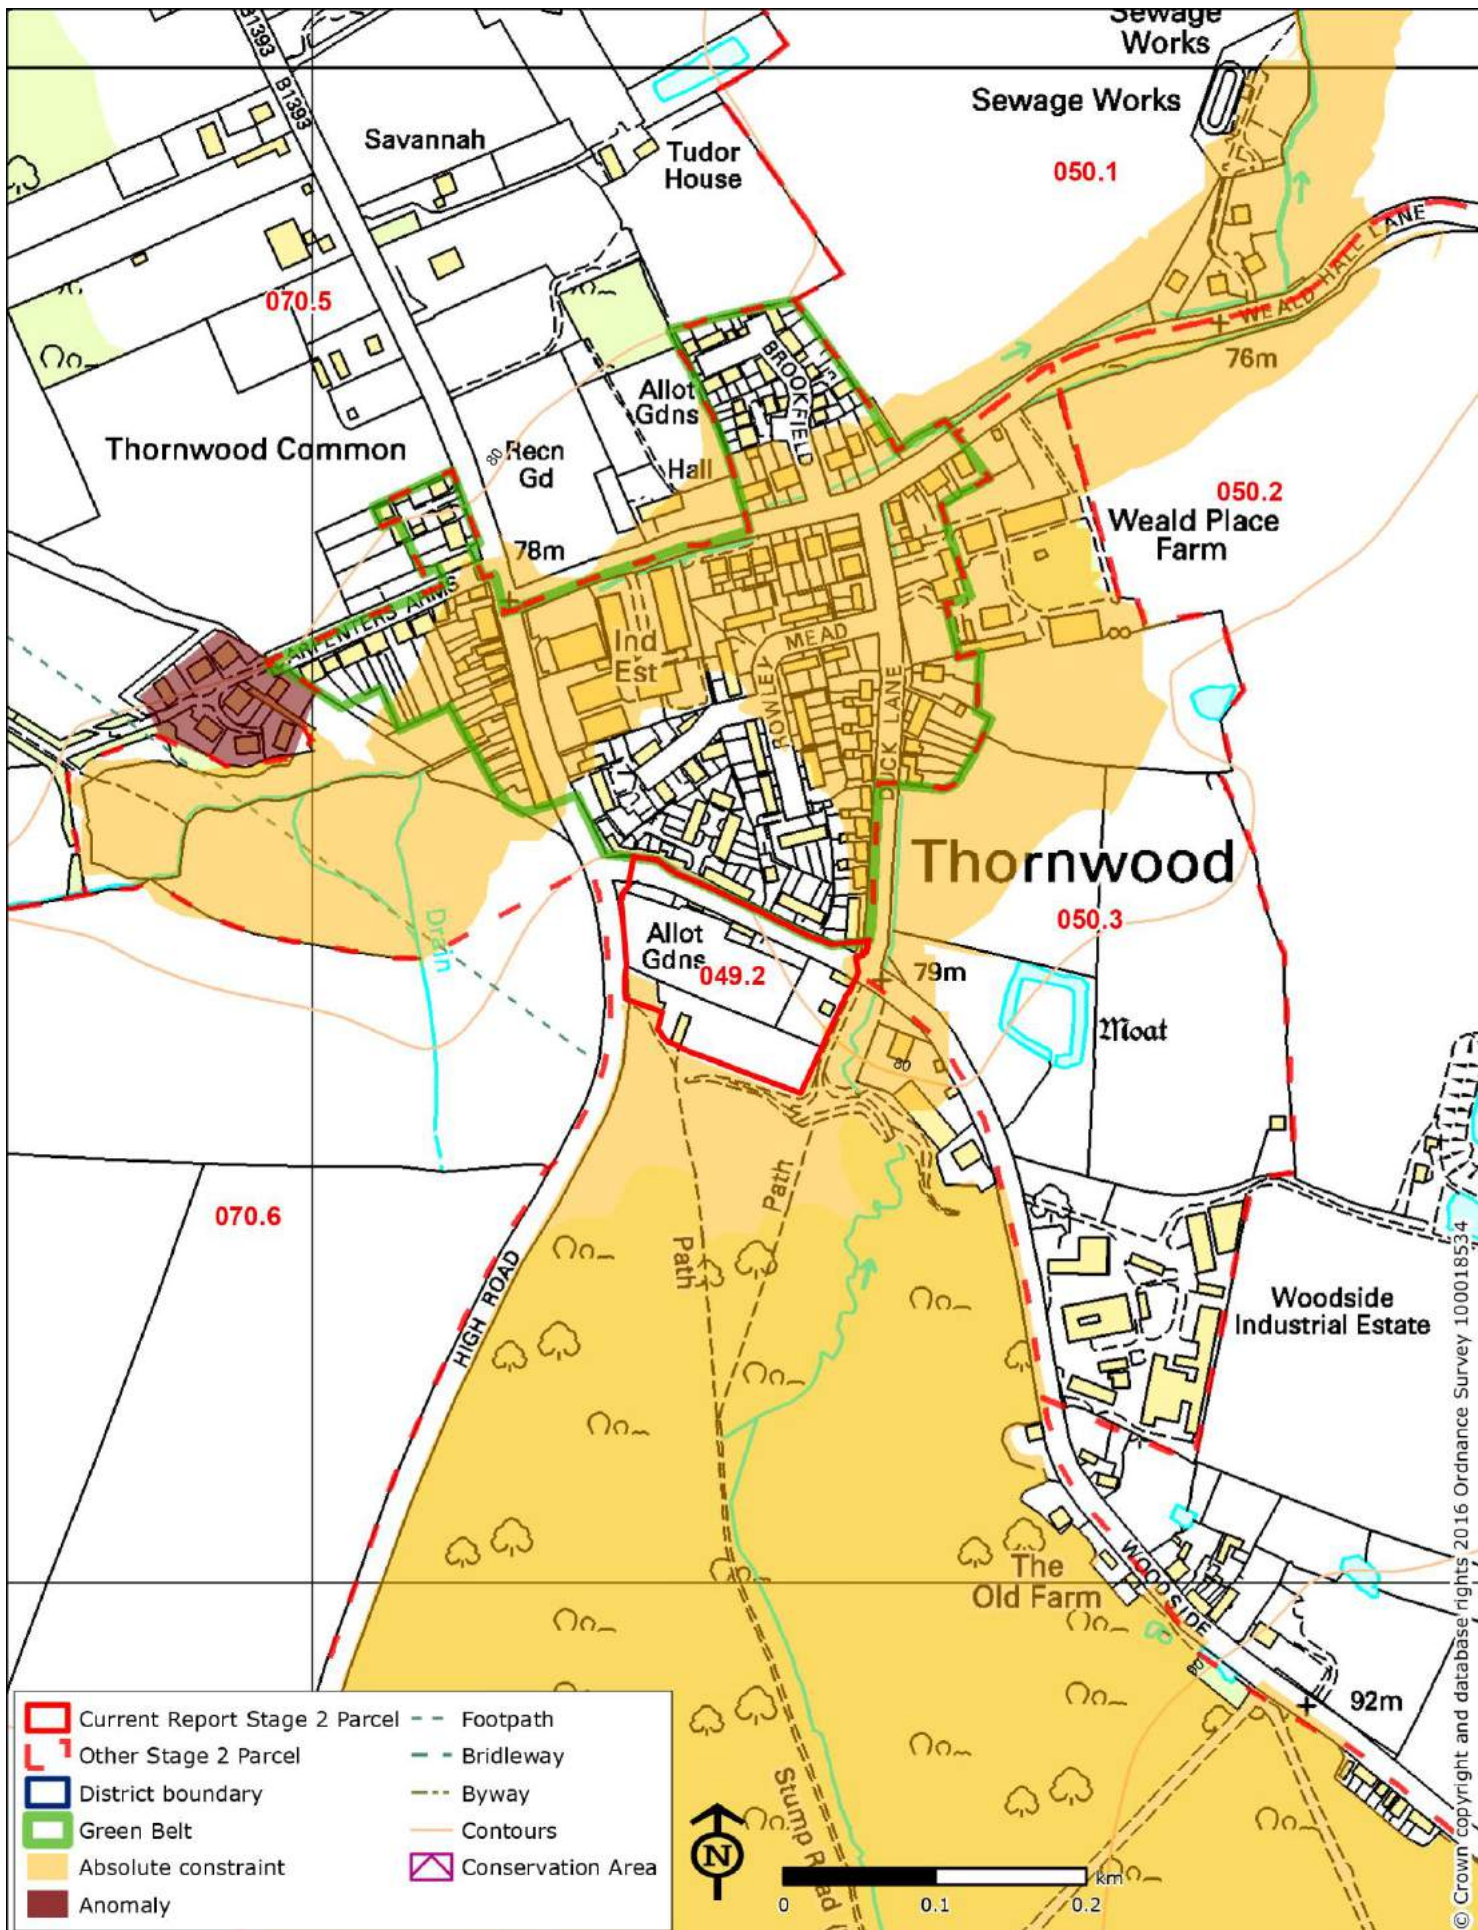 Sewage
Works
B1393
B1393
Sewage Works
Savannah
Tudor
House
050.1
WEALD HALL LANE
070.5
76m
BROOKFIELD
Allot
Gdns
Thornwood Common
80
Recn
Gd
Hall
050.2
Weald Place
Farm
78m
ARPENTERS ARMS
Ind
Est
ROWLEY
MEAD
DUCK LANE
Thornwood
050.3
Drain
Allot
Gdns
049.2
79m
Moat
80
Path
Path
070.6
HIGH ROAD
Woodside
Industrial Estate
The
Old Farm
WOODSIDE
90
92m
Stump Road
Current Report Stage 2 Parcel
Other Stage 2 Parcel
District boundary
Green Belt
Absolute constraint
Anomaly
Footpath
Bridleway
Byway
Contours
Conservation Area
N
km
0
0.1
0.2
© Crown copyright and database rights 2016 Ordnance Survey 100018534